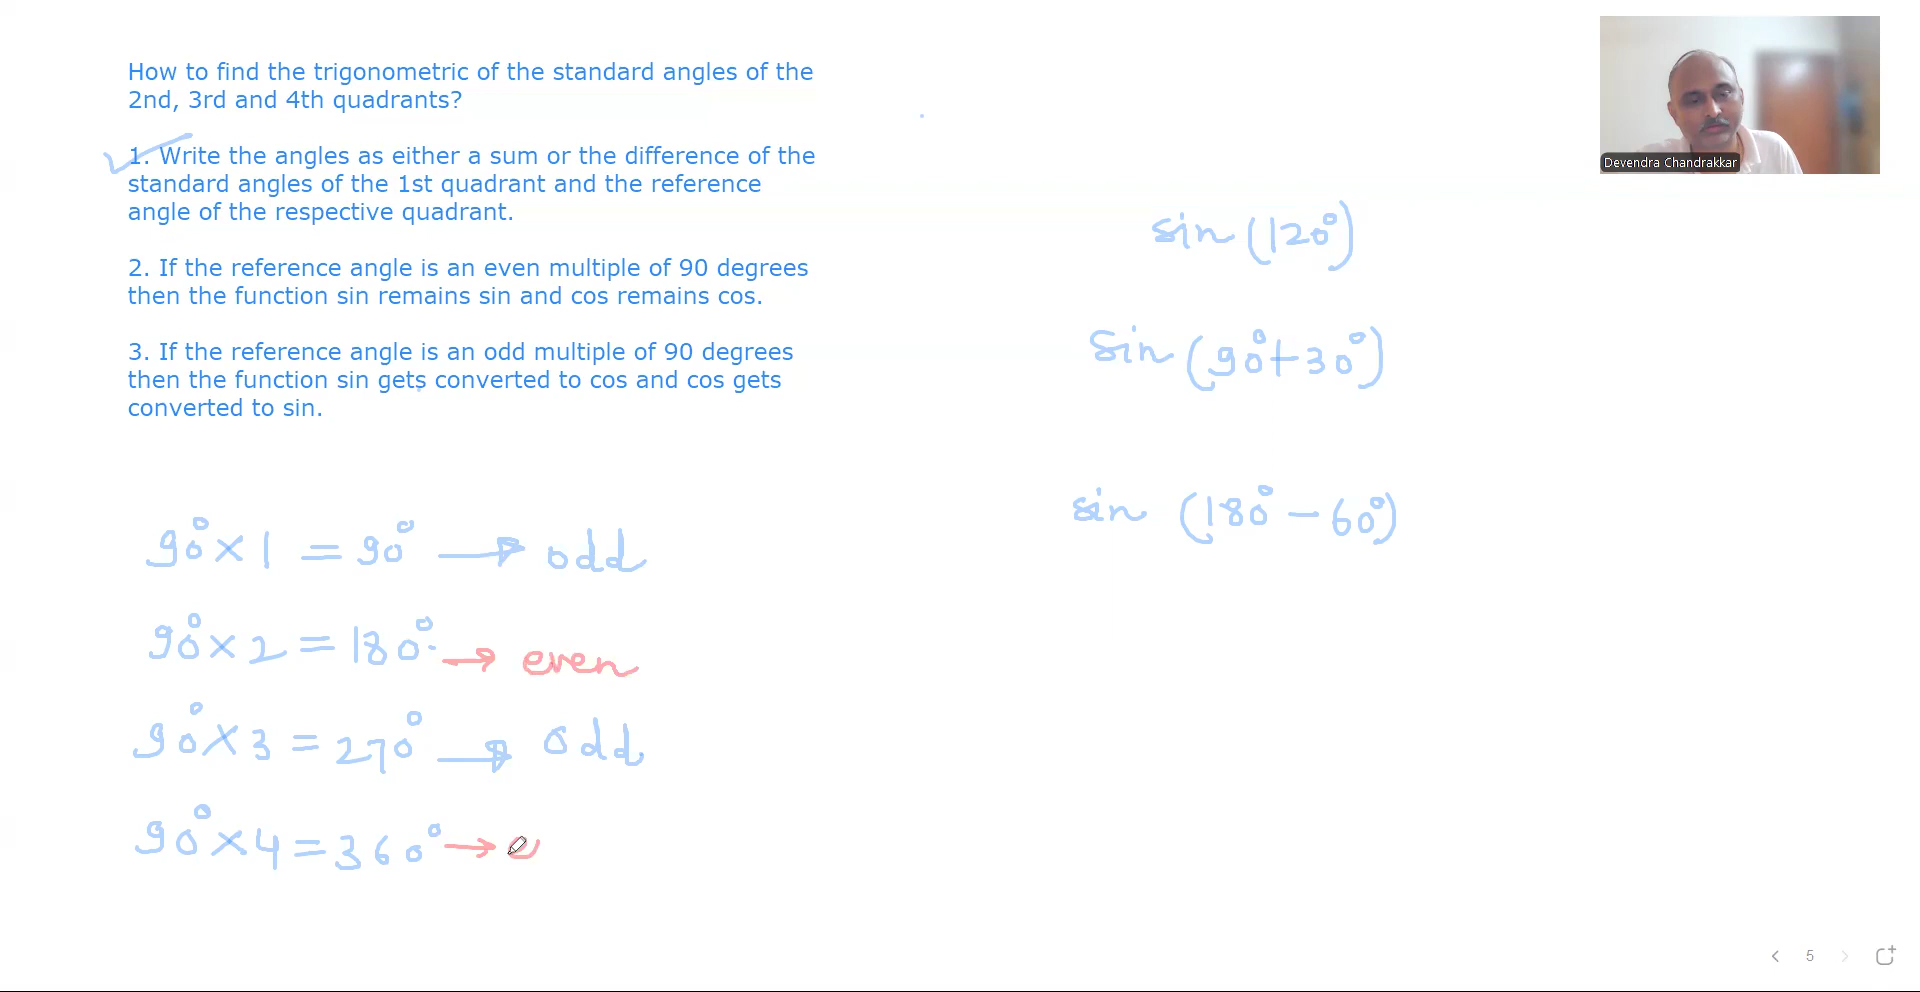 How to find the trigonometric of the standard angles of the
2nd, 3rd and 4th quadrants?
1. Write the angles as either a sum or the difference of the
standard angles of the 1st quadrant and the reference
angle of the respective quadrant.
2. If the reference angle is an even multiple of 90 degrees
then the function sin remains sin and cos remains cos.
3. If the reference angle is an odd multiple of 90 degrees
then the function sin gets converted to cos and cos gets
converted to sin.
90° × 1 = 90° → odd
90° × 2 = 180° → even
90° × 3 = 270° → odd
90° × 4 = 360° → e
Devendra Chandrakkar
sin (120°)
sin (90° + 30°)
sin (180° − 60°)
5